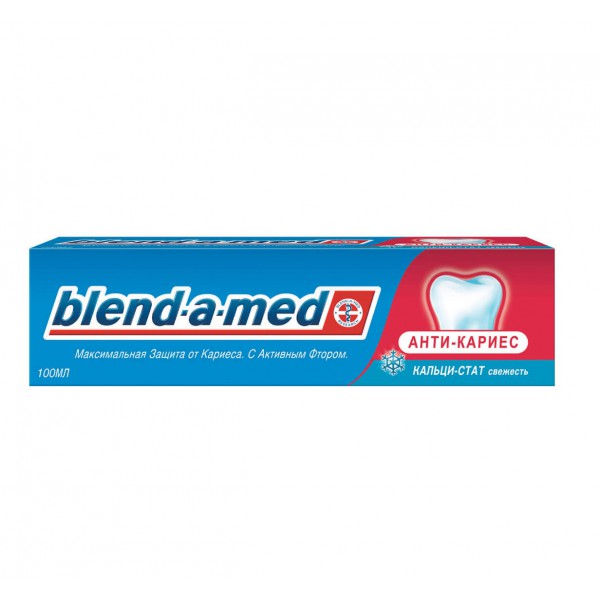 blend-a-med
Максимальная Защита от Кариеса. С Активным Фтором.
100МЛ
АНТИ-КАРИЕС
КАЛЬЦИ-СТАТ свежесть